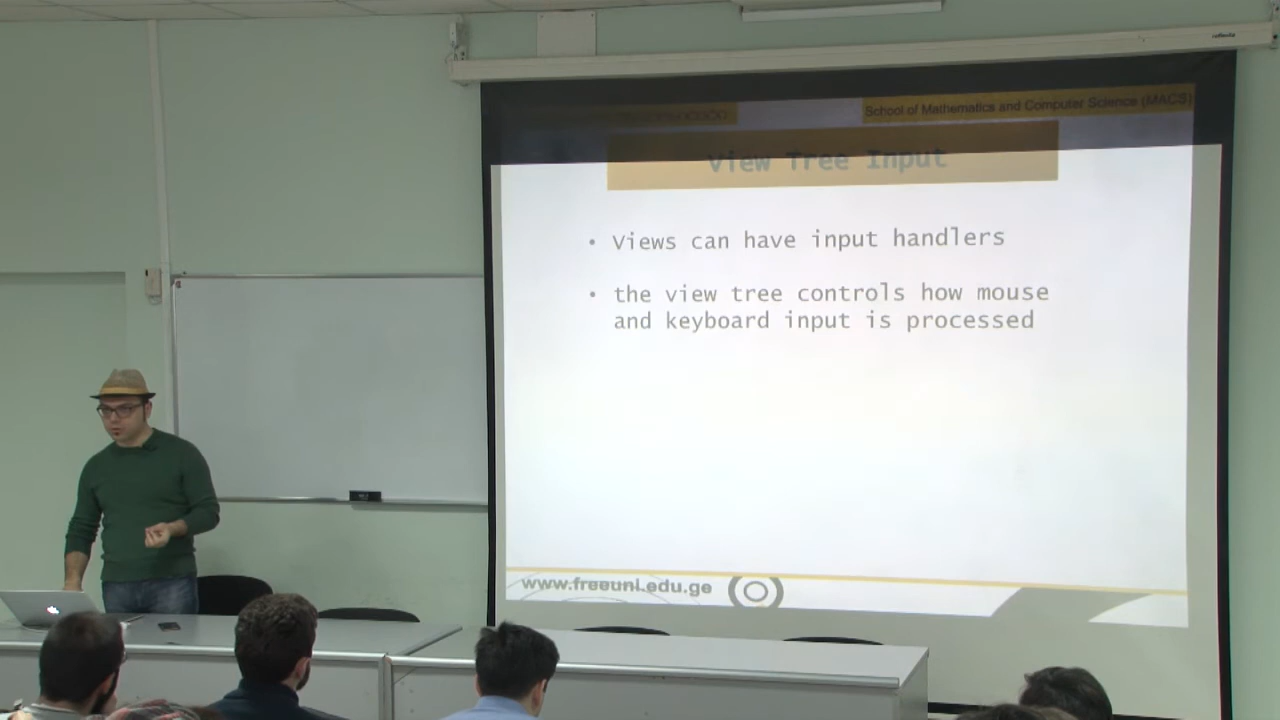 School of Mathematics and Computer Science (MACS)
View Tree Input
• Views can have input handlers
• the view tree controls how mouse
and keyboard input is processed
www.freeuni.edu.ge